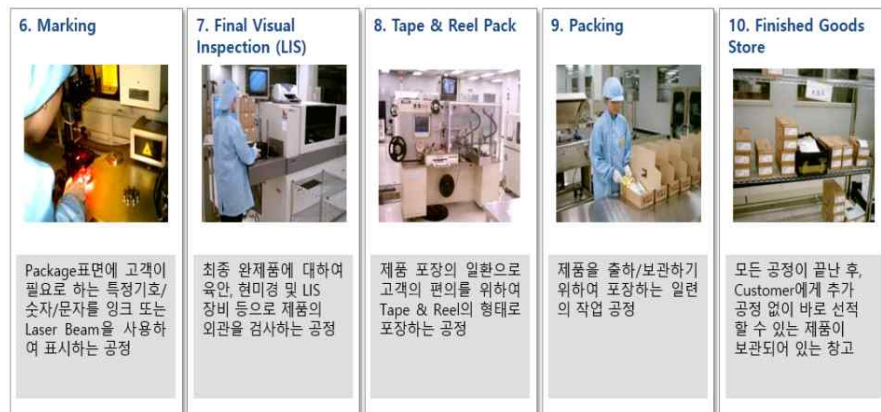 6. Marking
Package표면에 고객이
필요로 하는 특정기호/
숫자/문자를 잉크 또는
Laser Beam을 사용하
여 표시하는 공정
7. Final Visual
Inspection (LIS)
최종 완제품에 대하여
육안, 현미경 및 LIS
장비 등으로 제품의
외관을 검사하는 공정
8. Tape & Reel Pack
제품 포장의 일환으로
고객의 편의를 위하여
Tape & Reel의 형태로
포장하는 공정
9. Packing
제품을 출하/보관하기
위하여 포장하는 일련
의 작업 공정
10. Finished Goods
Store
모든 공정이 끝난 후,
Customer에게 추가
공정 없이 바로 선적
할 수 있는 제품이
보관되어 있는 창고